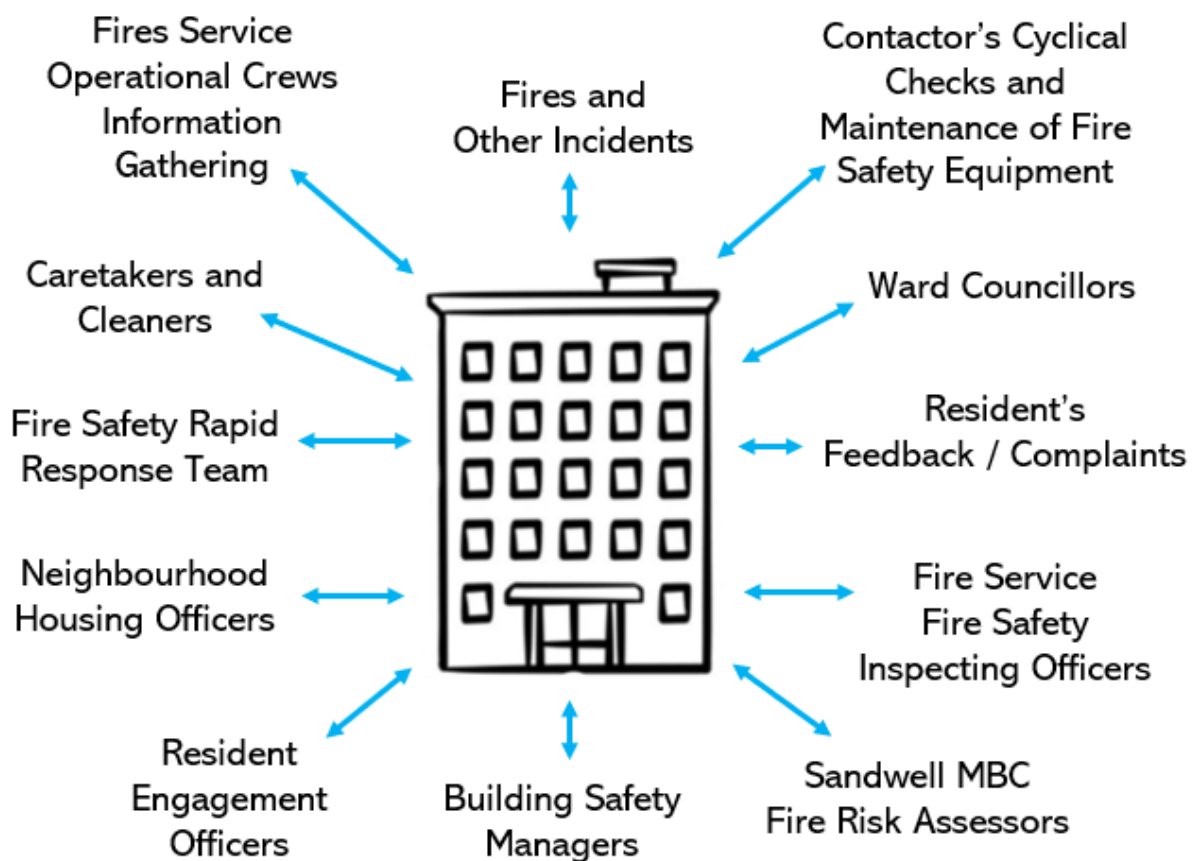 Fires Service
Operational Crews
Information
Gathering
Fires and
Other Incidents
Contactor's Cyclical
Checks and
Maintenance of Fire
Safety Equipment
Caretakers and
Cleaners
Ward Councillors
Fire Safety Rapid
Response Team
Resident's
Feedback / Complaints
Neighbourhood
Housing Officers
Fire Service
Fire Safety
Inspecting Officers
Resident
Engagement
Officers
Building Safety
Managers
Sandwell MBC
Fire Risk Assessors